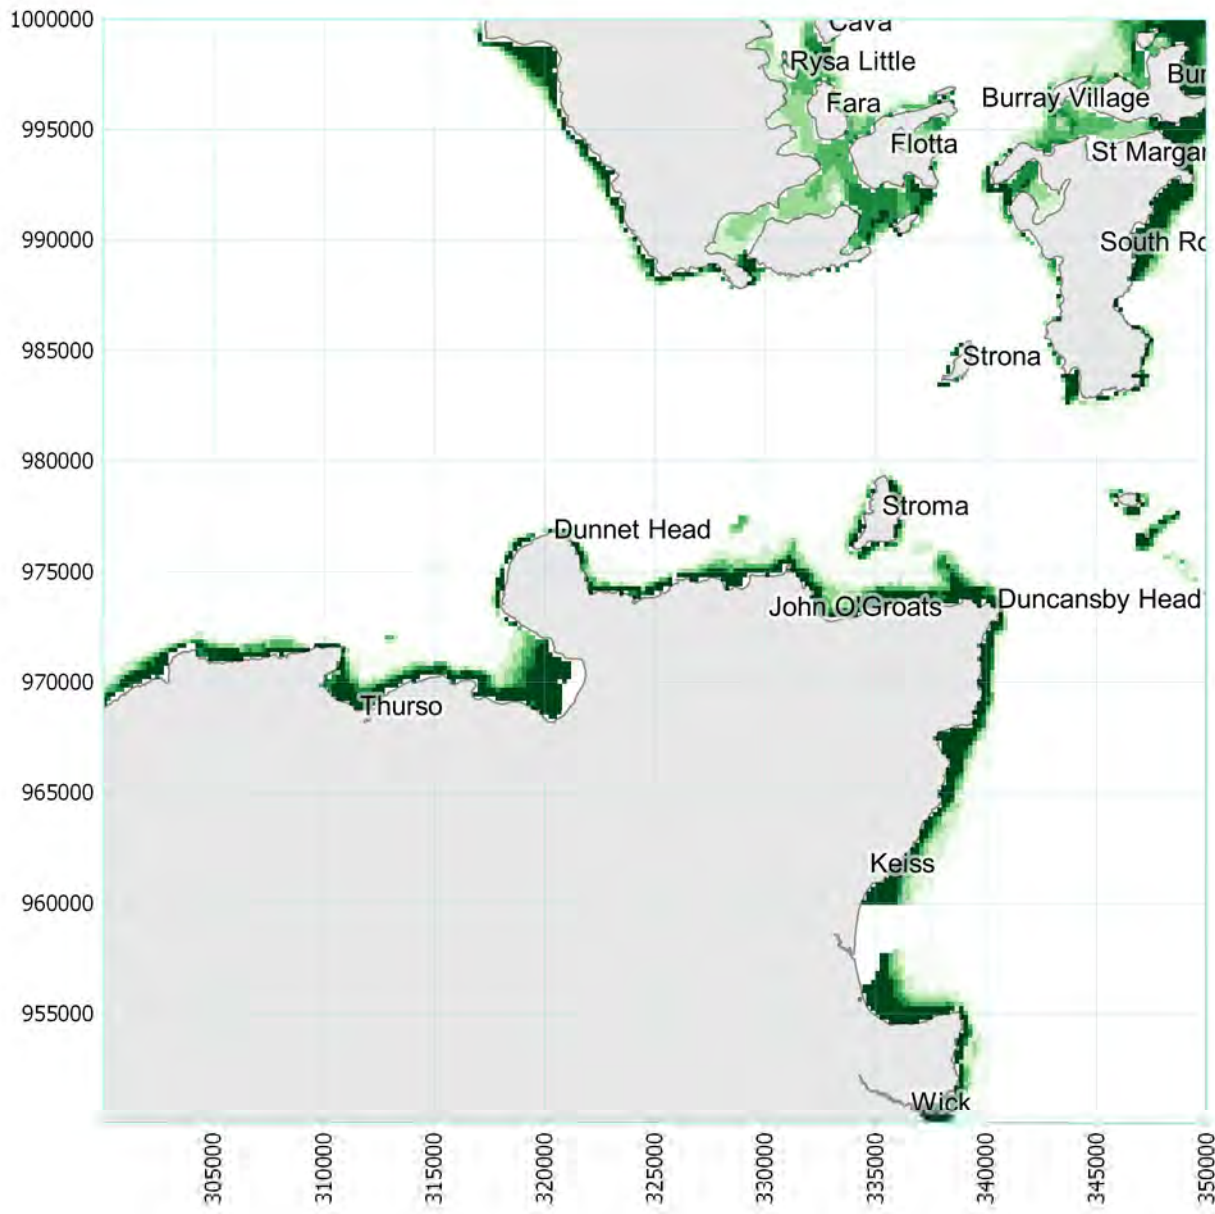 1000000
Cava
Rysa Little
Bur
Fara
Burray Village
995000
Flotta
St Margar
990000
South Ro
985000
Strona
980000
Stroma
Dunnet Head
975000
John O'Groats
Duncansby Head
970000
Thurso
965000
Keiss
960000
955000
Wick
305000
310000
315000
320000
325000
330000
335000
340000
345000
350000